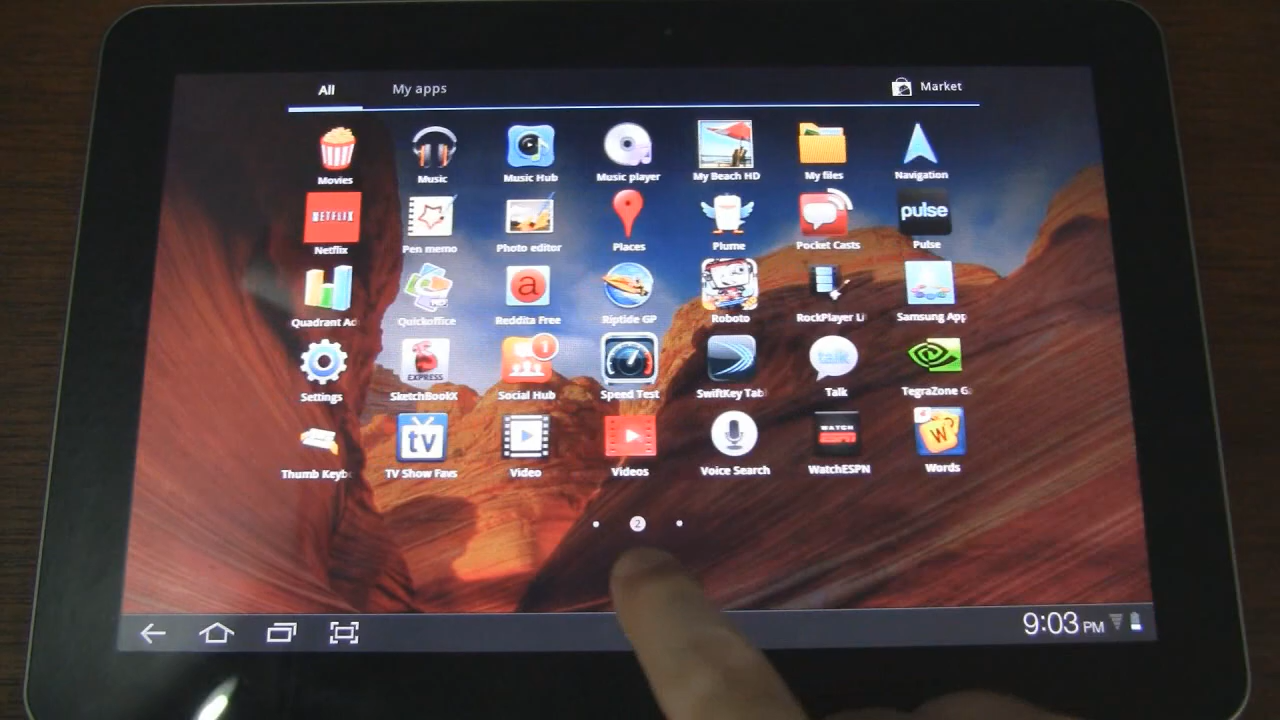 All My apps Market
Movies Music Music Hub Music player My Beach HD My files Navigation
NETFLIX pulse
Netflix Pen memo Photo editor Places Plume Pocket Casts Pulse
a
Quadrant Ad Quickoffice Reddita Free Riptide GP Roboto RockPlayer Li Samsung App
1
EXPRESS talk
Settings SketchBookX Social Hub Speed Test SwiftKey Tab Talk TegraZone G
tv WATCH ESPN W
Thumb Keybo TV Show Favs Video Videos Voice Search WatchESPN Words
2
9:03 PM